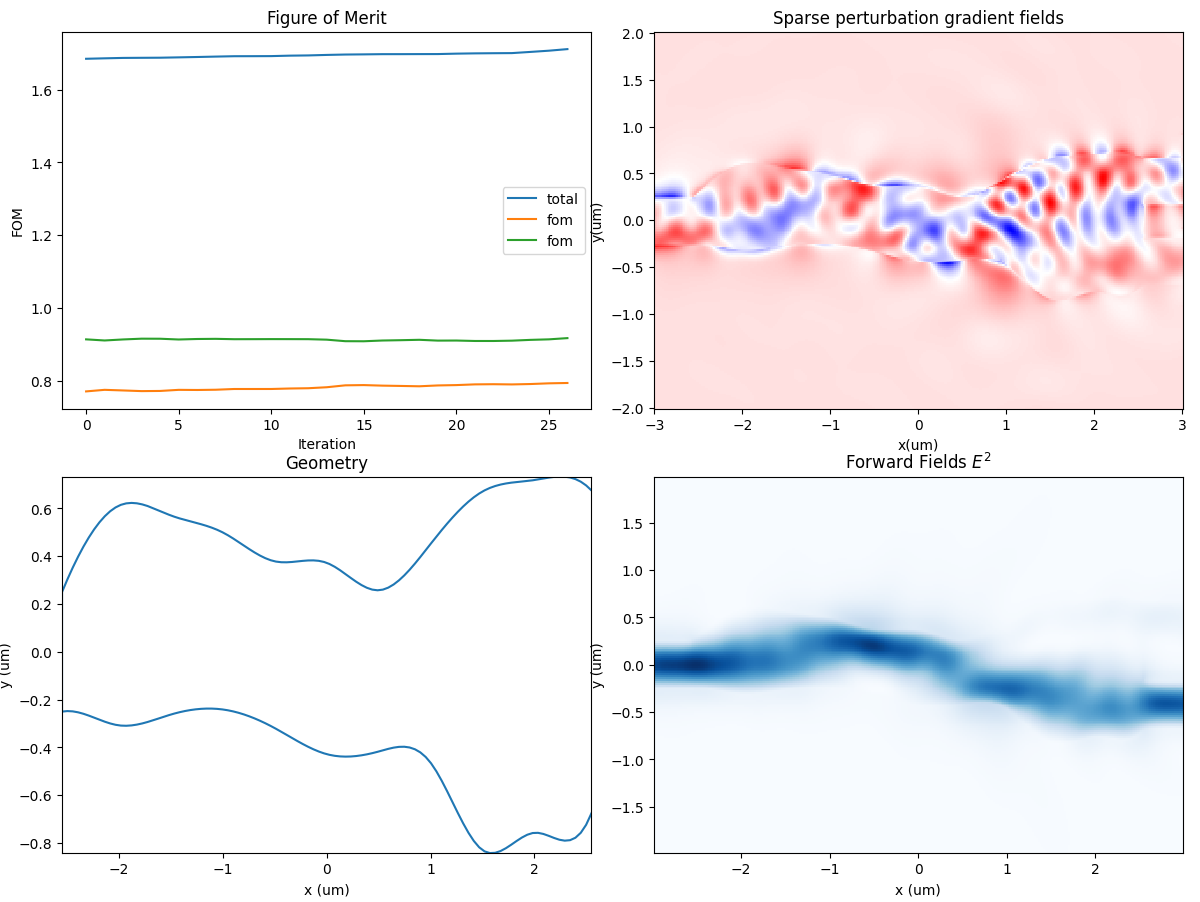 Figure of Merit
1.6
1.4
1.2
1.0
0.8
FOM
total
fom
fom
0 5 10 15 20 25
Iteration
Sparse perturbation gradient fields
2.0
1.5
1.0
0.5
0.0
−0.5
−1.0
−1.5
−2.0
y(um)
−3 −2 −1 0 1 2 3
x(um)
Geometry
0.6
0.4
0.2
0.0
−0.2
−0.4
−0.6
−0.8
y (um)
−2 −1 0 1 2
x (um)
Forward Fields E²
1.5
1.0
0.5
0.0
−0.5
−1.0
−1.5
y (um)
−2 −1 0 1 2
x (um)